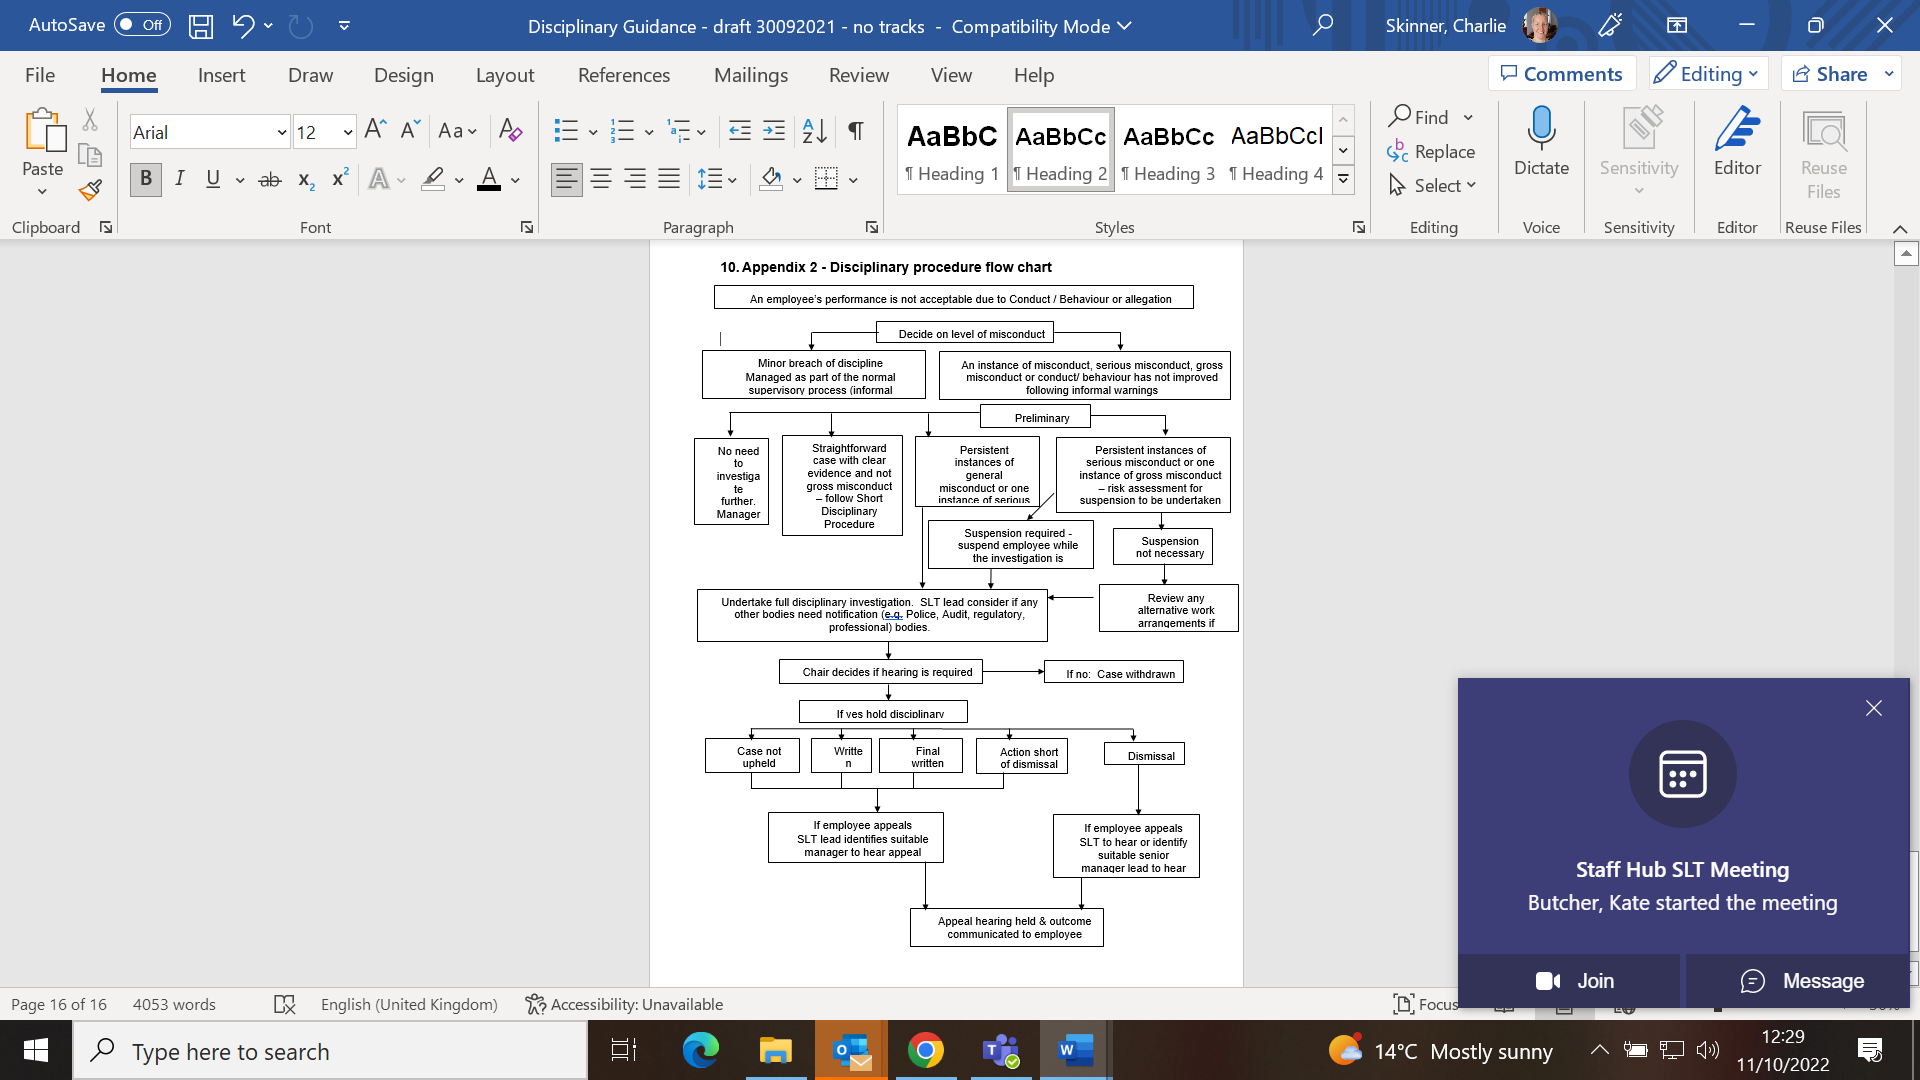 AutoSave Off Disciplinary Guidance - draft 30092021 - no tracks - Compatibility Mode Skinner, Charlie
File Home Insert Draw Design Layout References Mailings Review View Help Comments Editing Share
Paste
Clipboard
Arial 12
Font
Paragraph
AaBbC AaBbCc AaBbCc AaBbCcI
¶ Heading 1 ¶ Heading 2 ¶ Heading 3 ¶ Heading 4
Styles
Find
Replace
Select
Editing
Dictate
Voice
Sensitivity
Sensitivity
Editor
Editor
Reuse
Files
Reuse Files
10. Appendix 2 - Disciplinary procedure flow chart
An employee's performance is not acceptable due to Conduct / Behaviour or allegation
Decide on level of misconduct
Minor breach of discipline
Managed as part of the normal
supervisory process (informal
An instance of misconduct, serious misconduct, gross
misconduct or conduct/ behaviour has not improved
following informal warnings
Preliminary
No need
to
investiga
te
further.
Manager
Straightforward
case with clear
evidence and not
gross misconduct
– follow Short
Disciplinary
Procedure
Persistent
instances of
general
misconduct or one
instance of serious
Persistent instances of
serious misconduct or one
instance of gross misconduct
– risk assessment for
suspension to be undertaken
Suspension required -
suspend employee while
the investigation is
Suspension
not necessary
Undertake full disciplinary investigation. SLT lead consider if any
other bodies need notification (e.g. Police, Audit, regulatory,
professional) bodies.
Review any
alternative work
arrangements if
Chair decides if hearing is required
If no: Case withdrawn
If yes hold disciplinary
Case not
upheld
Writte
n
Final
written
Action short
of dismissal
Dismissal
If employee appeals
SLT lead identifies suitable
manager to hear appeal
If employee appeals
SLT to hear or identify
suitable senior
manager lead to hear
Appeal hearing held & outcome
communicated to employee
Staff Hub SLT Meeting
Butcher, Kate started the meeting
Join Message
Page 16 of 16 4053 words English (United Kingdom) Accessibility: Unavailable Focus
Type here to search
14°C Mostly sunny
12:29
11/10/2022